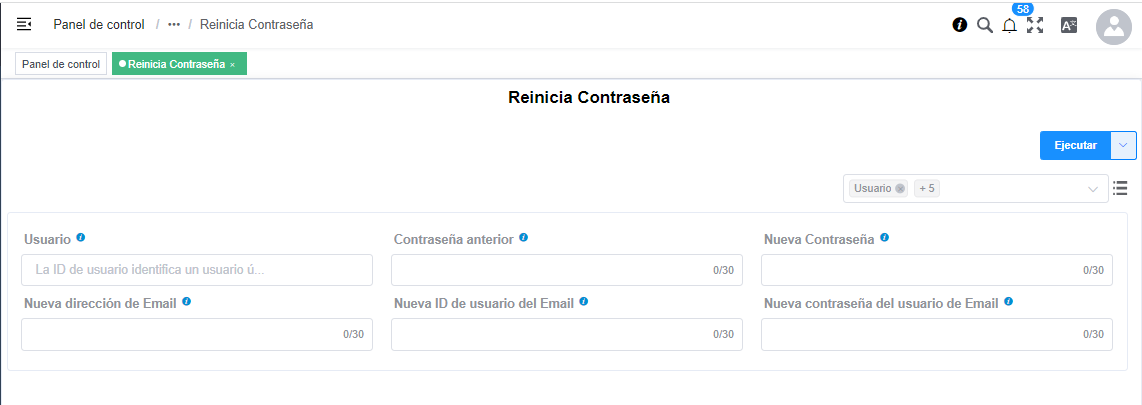 Panel de control / ••• / Reinicia Contraseña
58
Panel de control
Reinicia Contraseña ×
Reinicia Contraseña
Ejecutar
Usuario + 5
Usuario Contraseña anterior Nueva Contraseña
La ID de usuario identifica un usuario ú... 0/30 0/30
Nueva dirección de Email Nueva ID de usuario del Email Nueva contraseña del usuario de Email
0/30 0/30 0/30